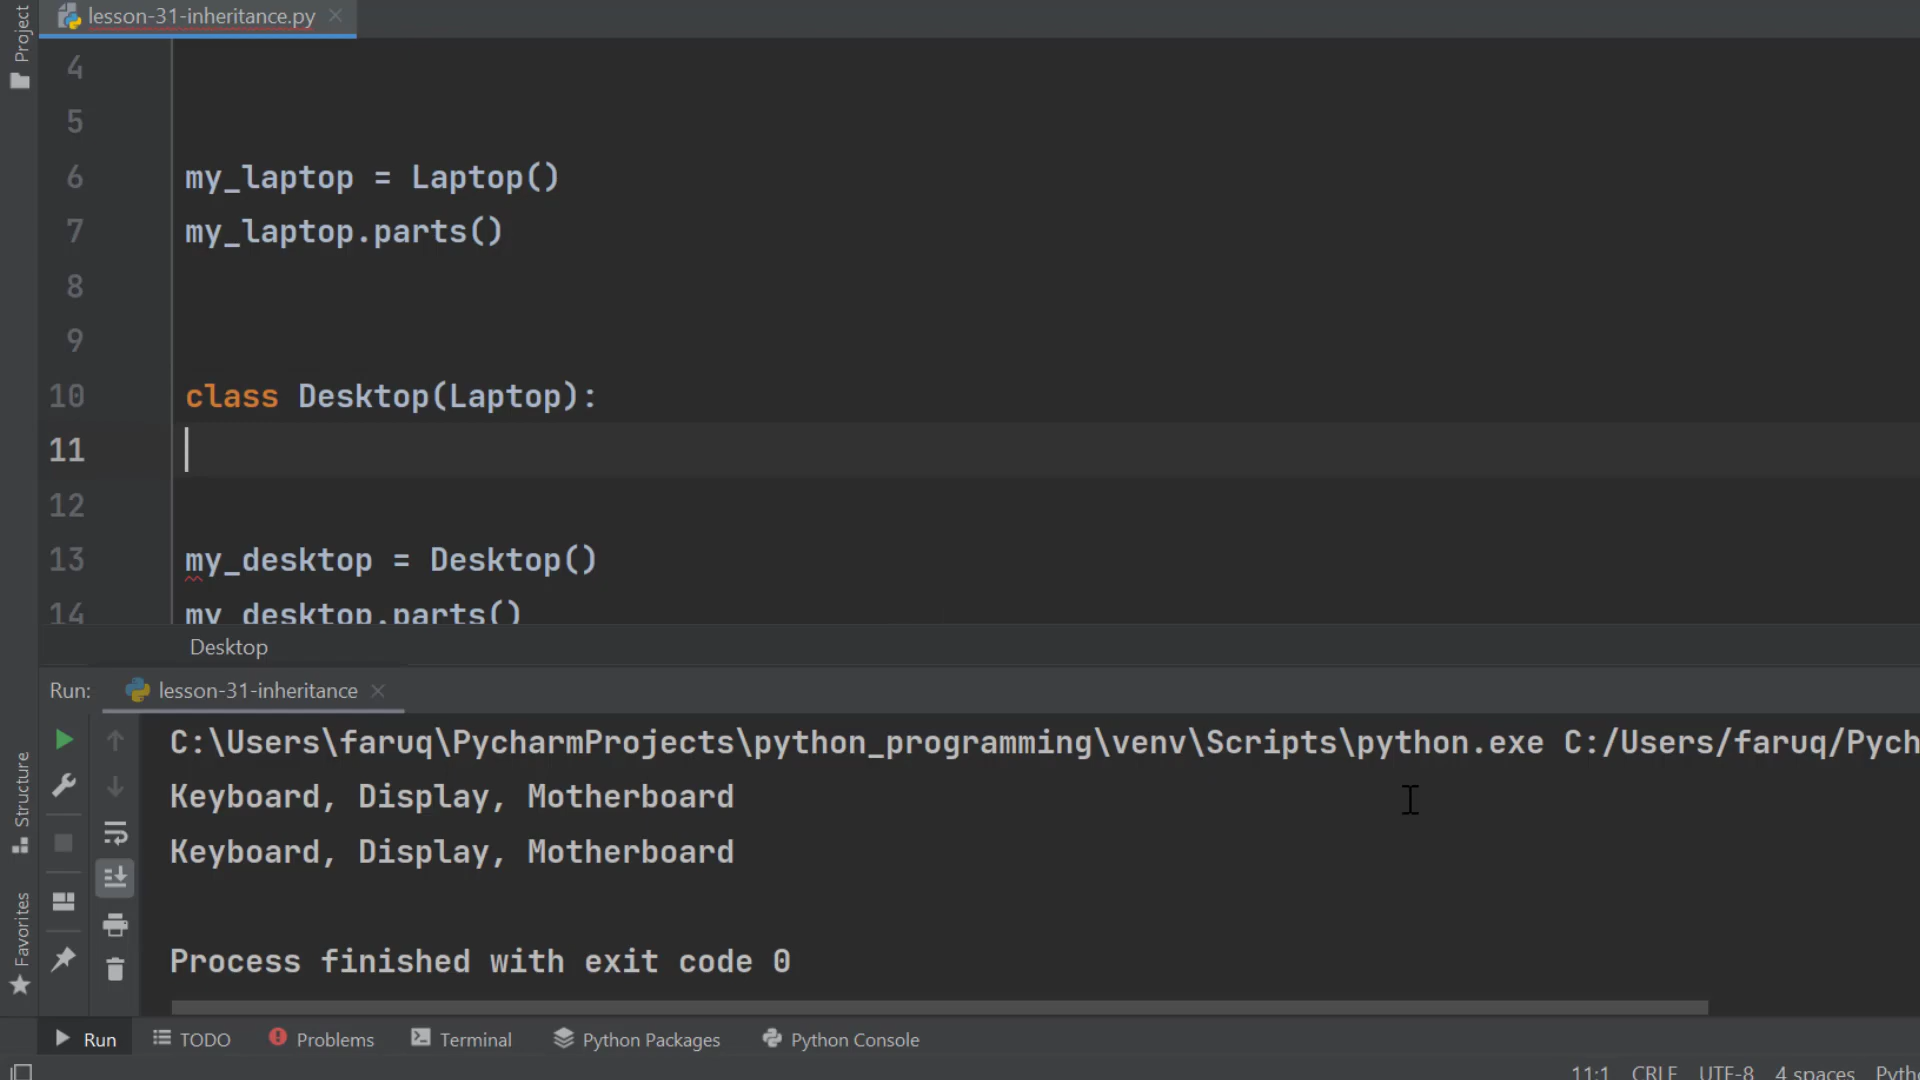 Project
lesson-31-inheritance.py
4
5
6 my_laptop = Laptop()
7 my_laptop.parts()
8
9
10 class Desktop(Laptop):
11
12
13 my_desktop = Desktop()
14 my_desktop.parts()
Desktop
Run: lesson-31-inheritance
C:\Users\faruq\PycharmProjects\python_programming\venv\Scripts\python.exe C:/Users/faruq/Pych
Keyboard, Display, Motherboard
Keyboard, Display, Motherboard
Process finished with exit code 0
Structure
Favorites
Run TODO Problems Terminal Python Packages Python Console
11:1 CRLF UTF-8 4 spaces Pytho